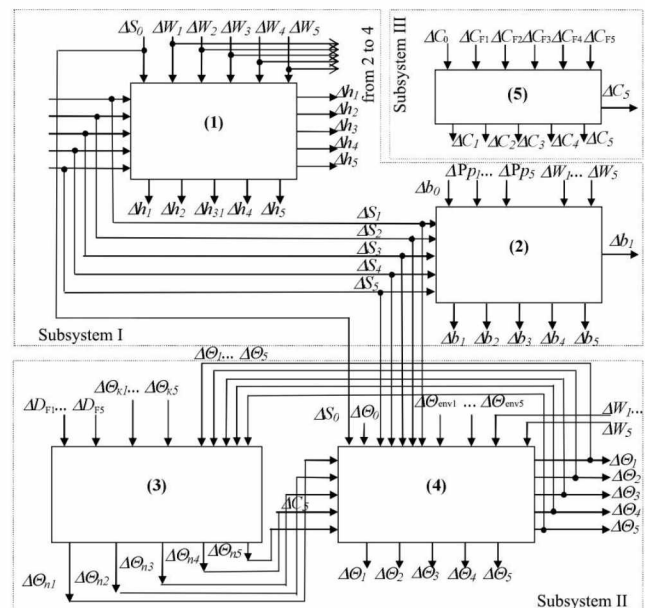 ΔS0 ΔW1 ΔW2 ΔW3 ΔW4 ΔW5
from 2 to 4
(1)
Δh1
Δh2
Δh3
Δh4
Δh5
Δh1 Δh2 Δh31 Δh4 Δh5
Subsystem III
ΔC0 ΔCF1 ΔCF2 ΔCF3 ΔCF4 ΔCF5
(5)
ΔC5
ΔC1 ΔC2 ΔC3 ΔC4 ΔC5
Δb0 ΔPp1... ΔPp5 ΔW1... ΔW5
(2)
Δb1
Δb1 Δb2 Δb3 Δb4 Δb5
ΔS1
ΔS2
ΔS3
ΔS4
ΔS5
Subsystem I
ΔΘ1... ΔΘ5
ΔΘK1... ΔΘK5
ΔDF1... ΔDF5
(3)
ΔΘn1 ΔΘn2 ΔΘn3 ΔΘn4 ΔΘn5
ΔC5
ΔS0 ΔΘ0 ΔΘenv1 ... ΔΘenv5
ΔW1...
ΔW5
(4)
ΔΘ1
ΔΘ2
ΔΘ3
ΔΘ4
ΔΘ5
ΔΘ1 ΔΘ2 ΔΘ3 ΔΘ4 ΔΘ5
Subsystem II